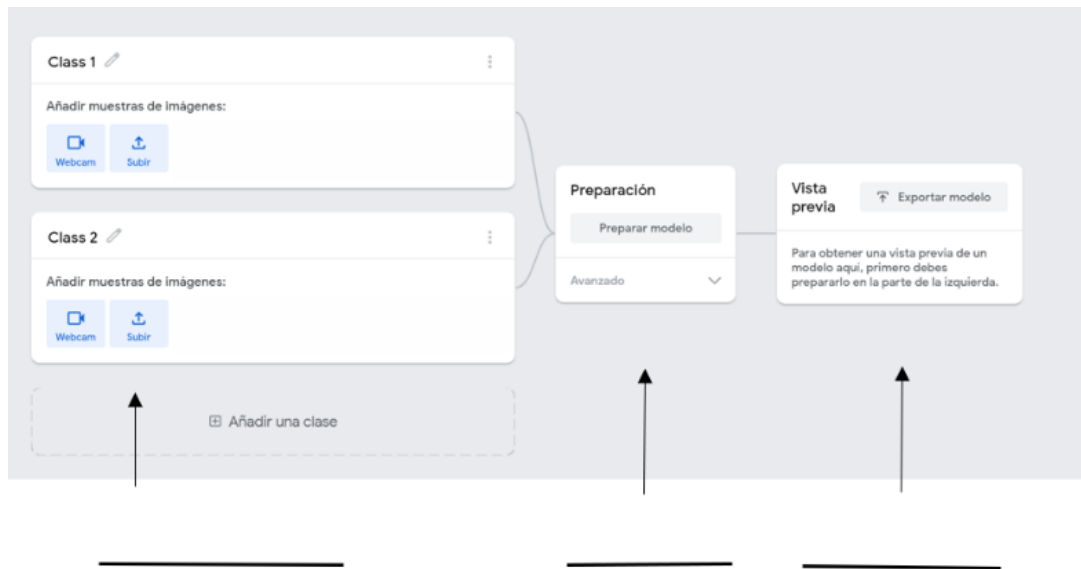 Class 1
Añadir muestras de imágenes:
Webcam
Subir
Class 2
Añadir muestras de imágenes:
Webcam
Subir
Añadir una clase
Preparación
Preparar modelo
Avanzado
Vista
previa
Exportar modelo
Para obtener una vista previa de un
modelo aquí, primero debes
prepararlo en la parte de la izquierda.